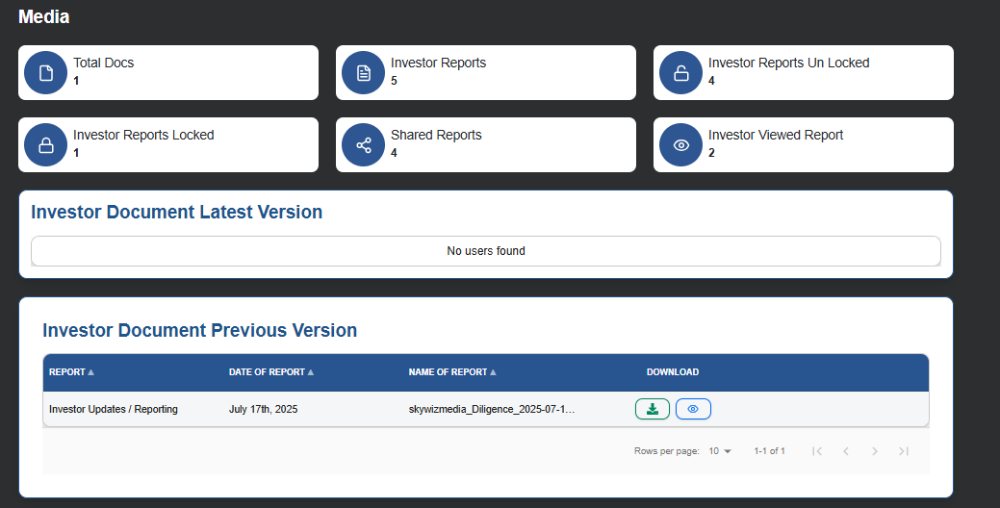 Media
Total Docs
1
Investor Reports
5
Investor Reports Un Locked
4
Investor Reports Locked
1
Shared Reports
4
Investor Viewed Report
2
Investor Document Latest Version
No users found
Investor Document Previous Version
REPORT ▲ DATE OF REPORT ▲ NAME OF REPORT ▲ DOWNLOAD
Investor Updates / Reporting July 17th, 2025 skywizmedia_Diligence_2025-07-1...
Rows per page: 10 1-1 of 1